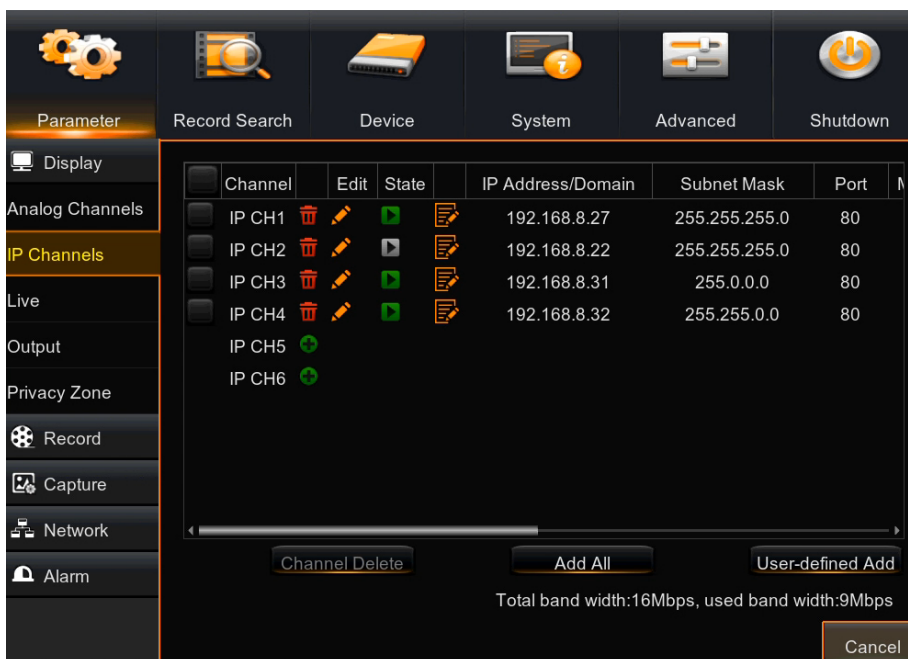 Parameter Record Search Device System Advanced Shutdown
Display
Analog Channels
IP Channels
Live
Output
Privacy Zone
Record
Capture
Network
Alarm
Channel Edit State IP Address/Domain Subnet Mask Port
IP CH1 192.168.8.27 255.255.255.0 80
IP CH2 192.168.8.22 255.255.255.0 80
IP CH3 192.168.8.31 255.0.0.0 80
IP CH4 192.168.8.32 255.255.0.0 80
IP CH5
IP CH6
Channel Delete Add All User-defined Add
Total band width:16Mbps, used band width:9Mbps
Cancel